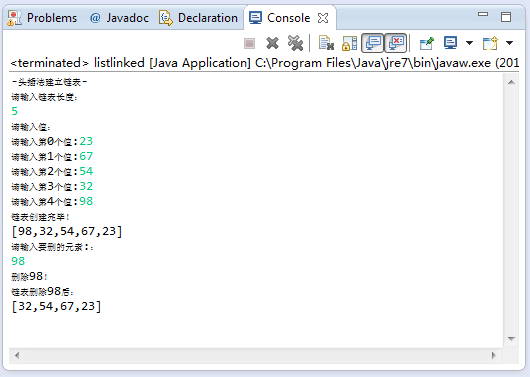 Problems @ Javadoc Declaration Console
<terminated> listlinked [Java Application] C:\Program Files\Java\jre7\bin\javaw.exe (201
-头插法建立链表-
请输入链表长度:
5
请输入值:
请输入第0个值:23
请输入第1个值:67
请输入第2个值:54
请输入第3个值:32
请输入第4个值:98
链表创建完毕!
[98,32,54,67,23]
请输入要删的元素::
98
删除98!
链表删除98后:
[32,54,67,23]